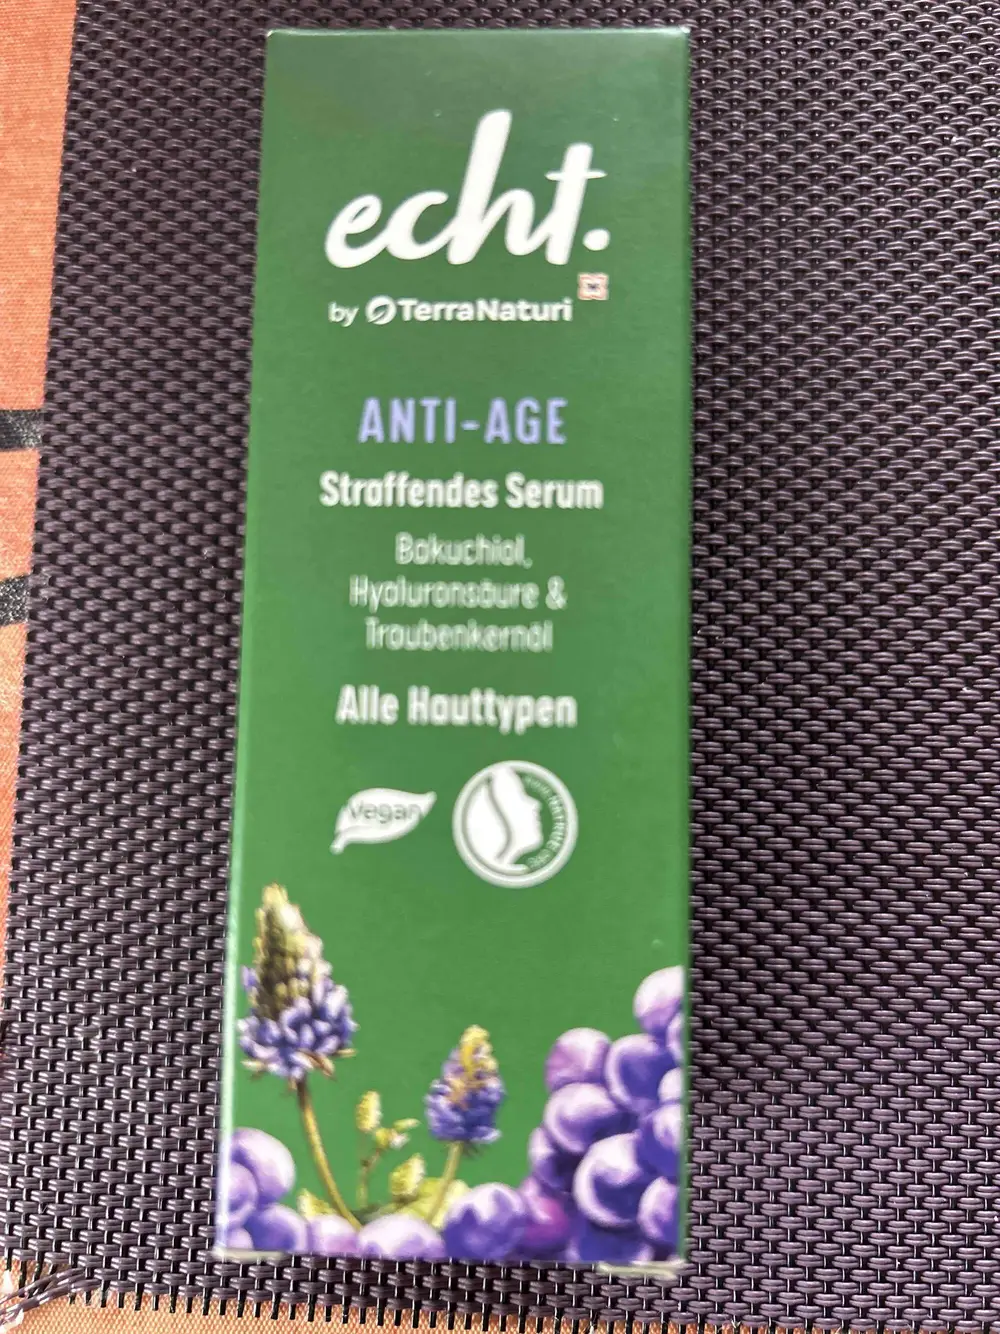 echt.
by TerraNaturi
ANTI-AGE
Straffendes Serum
Bakuchiol,
Hyaluronsäure &
Traubenkernöl
Alle Hauttypen
Vegan